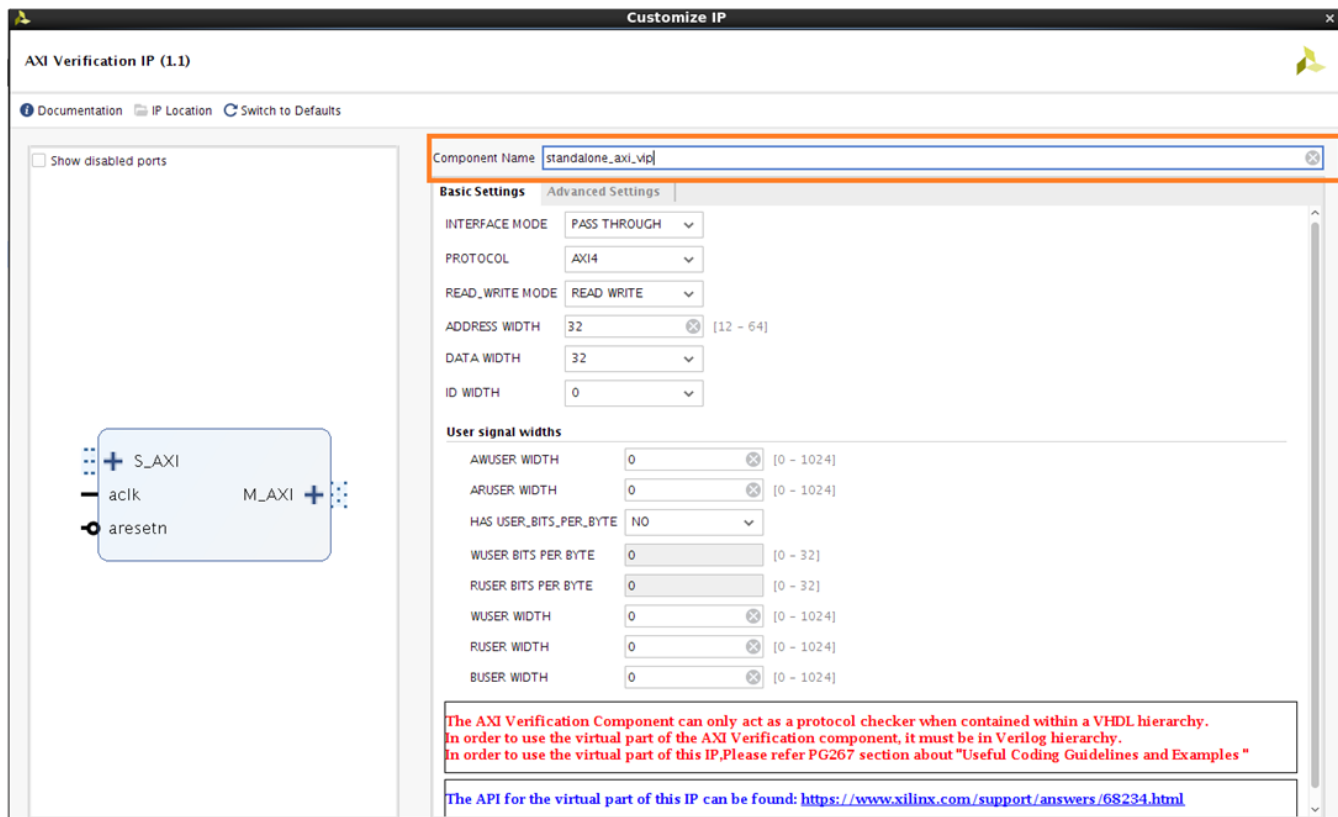 Customize IP
AXI Verification IP (1.1)
Documentation IP Location Switch to Defaults
Show disabled ports
S_AXI
aclk
M_AXI
aresetn
Component Name standalone_axi_vip
Basic Settings Advanced Settings
INTERFACE MODE PASS THROUGH
PROTOCOL AXI4
READ_WRITE MODE READ WRITE
ADDRESS WIDTH 32 [12 - 64]
DATA WIDTH 32
ID WIDTH 0
User signal widths
AWUSER WIDTH 0 [0 - 1024]
ARUSER WIDTH 0 [0 - 1024]
HAS USER_BITS_PER_BYTE NO
WUSER BITS PER BYTE 0 [0 - 32]
RUSER BITS PER BYTE 0 [0 - 32]
WUSER WIDTH 0 [0 - 1024]
RUSER WIDTH 0 [0 - 1024]
BUSER WIDTH 0 [0 - 1024]
The AXI Verification Component can only act as a protocol checker when contained within a VHDL hierarchy.
In order to use the virtual part of the AXI Verification component, it must be in Verilog hierarchy.
In order to use the virtual part of this IP,Please refer PG267 section about "Useful Coding Guidelines and Examples "
The API for the virtual part of this IP can be found: https://www.xilinx.com/support/answers/68234.html